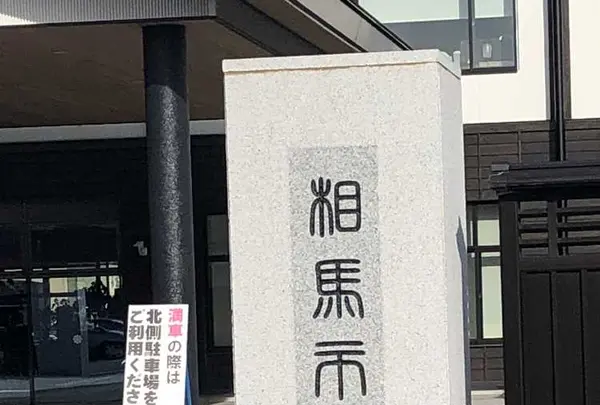 相馬市
満車の際は
北側駐車場を
ご利用くださ